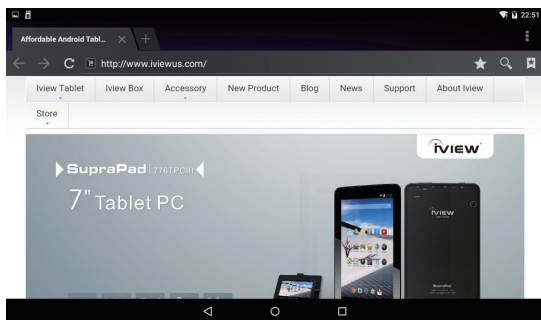 22:51
Affordable Android Tabl...
http://www.iviewus.com/
Iview Tablet Iview Box Accessory New Product Blog News Support About Iview
Store
iVIEW
SupraPad 776TPCIII
7" Tablet PC
iVIEW
SupraPad